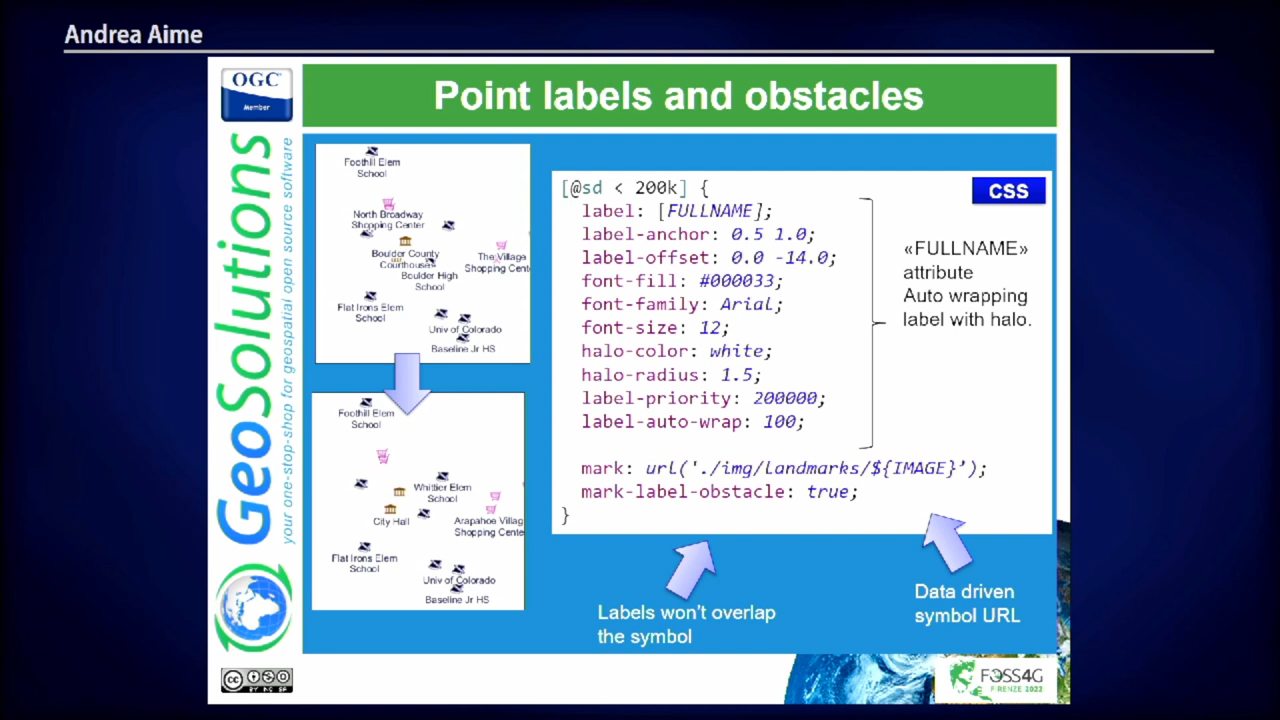 Andrea Aime
OGC
Member
GeoSolutions
your one-stop-shop for geospatial open source software
Point labels and obstacles
Foothill Elem
School
North Broadway
Shopping Center
Boulder County
Courthouse
The Village
Shopping Cent
Boulder High
School
Flat Irons Elem
School
Univ of Colorado
Baseline Jr HS
Foothill Elem
School
Whittier Elem
School
City Hall
Arapahoe Villag
Shopping Cente
Flat Irons Elem
School
Univ of Colorado
Baseline Jr HS
CSS
[@sd < 200k] {
label: [FULLNAME];
label-anchor: 0.5 1.0;
label-offset: 0.0 -14.0;
font-fill: #000033;
font-family: Arial;
font-size: 12;
halo-color: white;
halo-radius: 1.5;
label-priority: 200000;
label-auto-wrap: 100;
mark: url('./img/landmarks/${IMAGE}’);
mark-label-obstacle: true;
}
«FULLNAME»
attribute
Auto wrapping
label with halo.
Labels won't overlap
the symbol
Data driven
symbol URL
cc
BY NC SA
FOSS4G
FIRENZE 2022